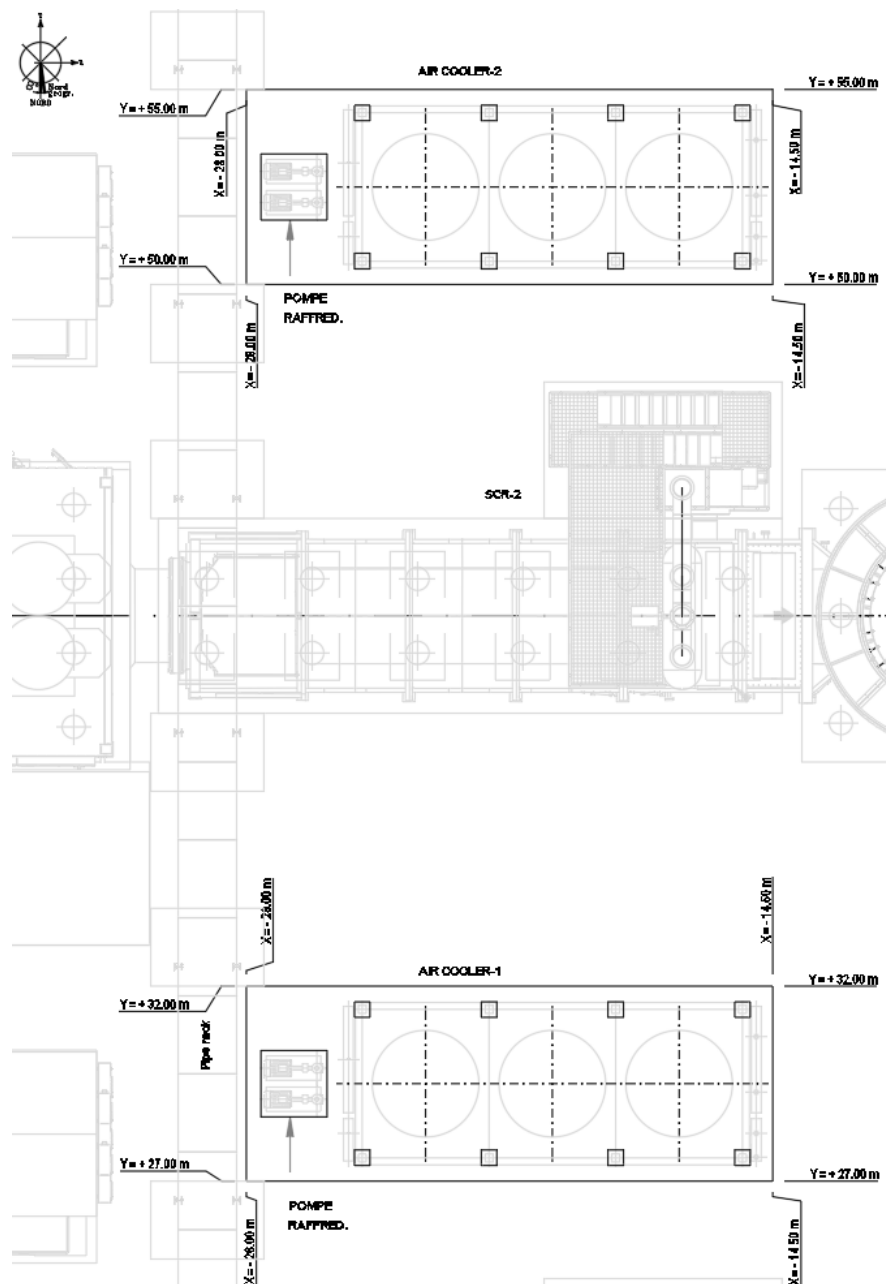 Nord
geogr.
NORD
AIR COOLER-2
Y= + 55.00 m
Y= + 55.00 m
X= - 28.00 m
X= - 14.50 m
Y= + 50.00 m
Y= + 50.00 m
POMPE
RAFFRED.
X= - 28.00 m
X= - 14.50 m
SCR-2
X= - 28.00 m
X= - 14.50 m
AIR COOLER-1
Y= + 32.00 m
Y= + 32.00 m
Pipe rack
Y= + 27.00 m
Y= + 27.00 m
POMPE
RAFFRED.
X= - 28.00 m
X= - 14.50 m